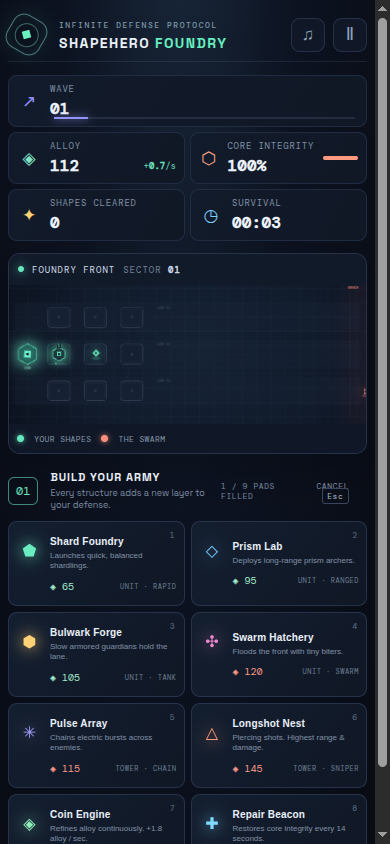 INFINITE DEFENSE PROTOCOL
SHAPEHERO FOUNDRY
WAVE
01
ALLOY
112
+0.7/s
CORE INTEGRITY
100%
SHAPES CLEARED
0
SURVIVAL
00:03
FOUNDRY FRONT SECTOR 01
YOUR SHAPES
THE SWARM
01
BUILD YOUR ARMY
Every structure adds a new layer to
your defense.
1 / 9 PADS
FILLED
CANCEL
Esc
1
Shard Foundry
Launches quick, balanced
shardlings.
65
UNIT · RAPID
2
Prism Lab
Deploys long-range prism archers.
95
UNIT · RANGED
3
Bulwark Forge
Slow armored guardians hold the
lane.
105
UNIT · TANK
4
Swarm Hatchery
Floods the front with tiny biters.
120
UNIT · SWARM
5
Pulse Array
Chains electric bursts across
enemies.
115
TOWER · CHAIN
6
Longshot Nest
Piercing shots. Highest range &
damage.
145
TOWER · SNIPER
7
Coin Engine
Refines alloy continuously. +1.8
alloy / sec.
8
Repair Beacon
Restores core integrity every 14
seconds.